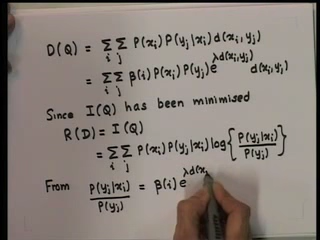 D(Q) = ∑i ∑j P(xi) P(yj|xi) d(xi, yj)
= ∑i ∑j β(i) P(xi) P(yj) e^λd(xi,yj) d(xi,yj)
Since I(Q) has been minimised
R(D) = I(Q)
= ∑i ∑j P(xi) P(yj|xi) log{P(yj|xi)/P(yj)}
From P(yj|xi)/P(yj) = β(i) e^λd(xi